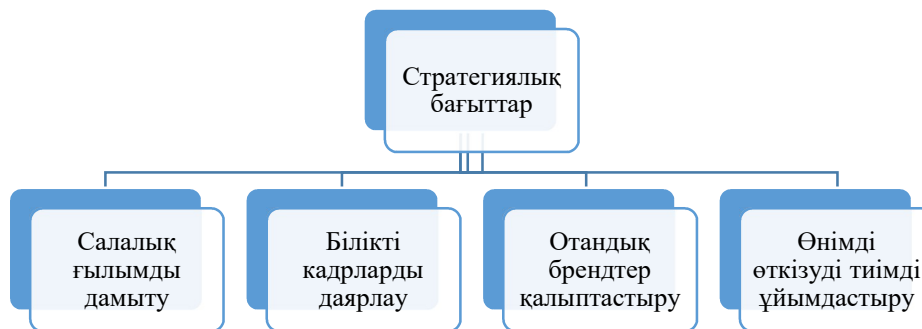 Стратегиялық
бағыттар
Салалық
ғылымды
дамыту
Білікті
кадрларды
даярлау
Отандық
брендтер
қалыптастыру
Өнімді
өткізуді тиімді
ұйымдастыру